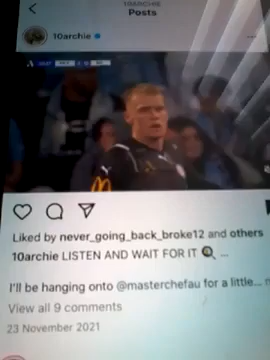 10ARCHIE
Posts
10archie
Liked by never_going_back_broke12 and others
10archie LISTEN AND WAIT FOR IT 🔍 ...
I'll be hanging onto @masterchefau for a little...
View all 9 comments
23 November 2021